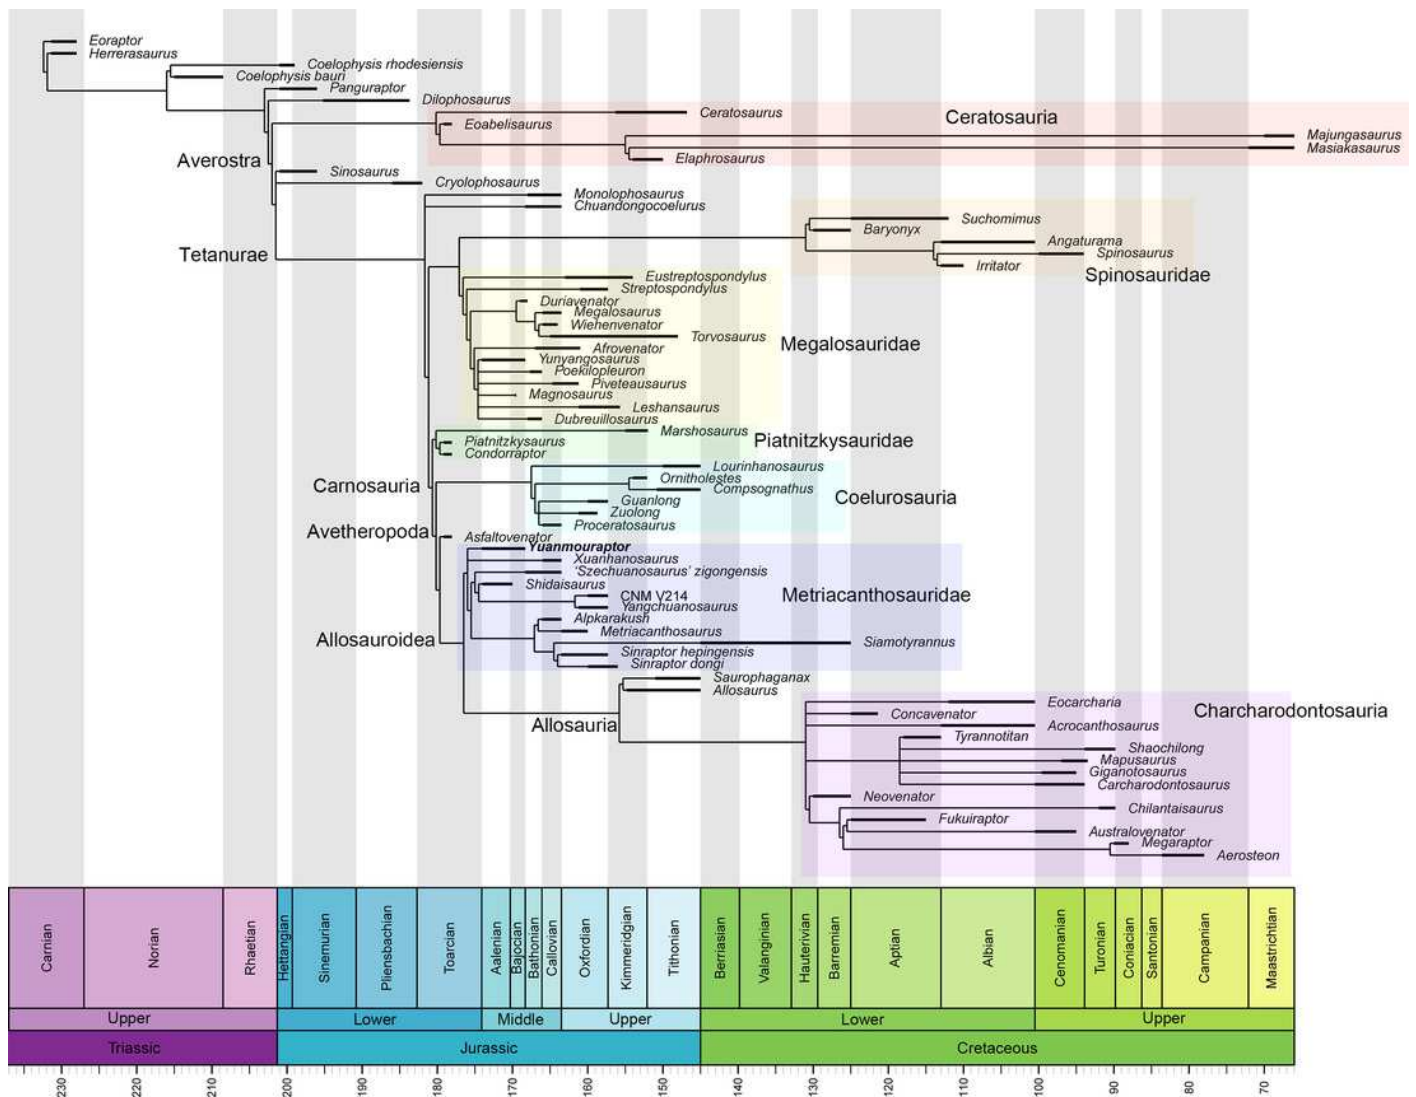 Eoraptor
Herrerasaurus
Coelophysis rhodesiensis
Coelophysis bauri
Panguraptor
Dilophosaurus
Ceratosaurus
Ceratosauria
Eoabelisaurus
Majungasaurus
Masiakasaurus
Averostra
Elaphrosaurus
Sinosaurus
Cryolophosaurus
Monolophosaurus
Chuandongocoelurus
Suchomimus
Baryonyx
Angaturama
Tetanurae
Spinosaurus
Irritator
Spinosauridae
Eustreptospondylus
Streptospondylus
Duriavenator
Megalosaurus
Wiehenvenator
Torvosaurus
Megalosauridae
Afrovenator
Yunyangosaurus
Poekilopleuron
Piveteausaurus
Magnosaurus
Leshansaurus
Dubreuillosaurus
Marshosaurus
Piatnitzkysauridae
Piatnitzkysaurus
Condorraptor
Lourinhanosaurus
Ornitholestes
Carnosauria
Compsognathus
Coelurosauria
Guanlong
Zuolong
Proceratosaurus
Avetheropoda
Asfaltovenator
Yuanmouraptor
Xuanhanosaurus
'Szechuanosaurus' zigongensis
Shidaisaurus
CNM V214
Metriacanthosauridae
Yangchuanosaurus
Alpkarakush
Metriacanthosaurus
Allosauroidea
Siamotyrannus
Sinraptor hepingensis
Sinraptor dongi
Saurophaganax
Allosaurus
Eocarcharia
Charcharodontosauria
Concavenator
Allosauria
Acrocanthosaurus
Tyrannotitan
Shaochilong
Mapusaurus
Giganotosaurus
Carcharodontosaurus
Neovenator
Chilantaisaurus
Fukuiraptor
Australovenator
Megaraptor
Aerosteon
Carnian
Norian
Rhaetian
Hettangian
Sinemurian
Pliensbachian
Toarcian
Aalenian
Bajocian
Bathonian
Callovian
Oxfordian
Kimmeridgian
Tithonian
Berriasian
Valanginian
Hauterivian
Barremian
Aptian
Albian
Cenomanian
Turonian
Coniacian
Santonian
Campanian
Maastrichtian
Upper Lower Middle Upper Lower Upper
Triassic Jurassic Cretaceous
230 220 210 200 190 180 170 160 150 140 130 120 110 100 90 80 70